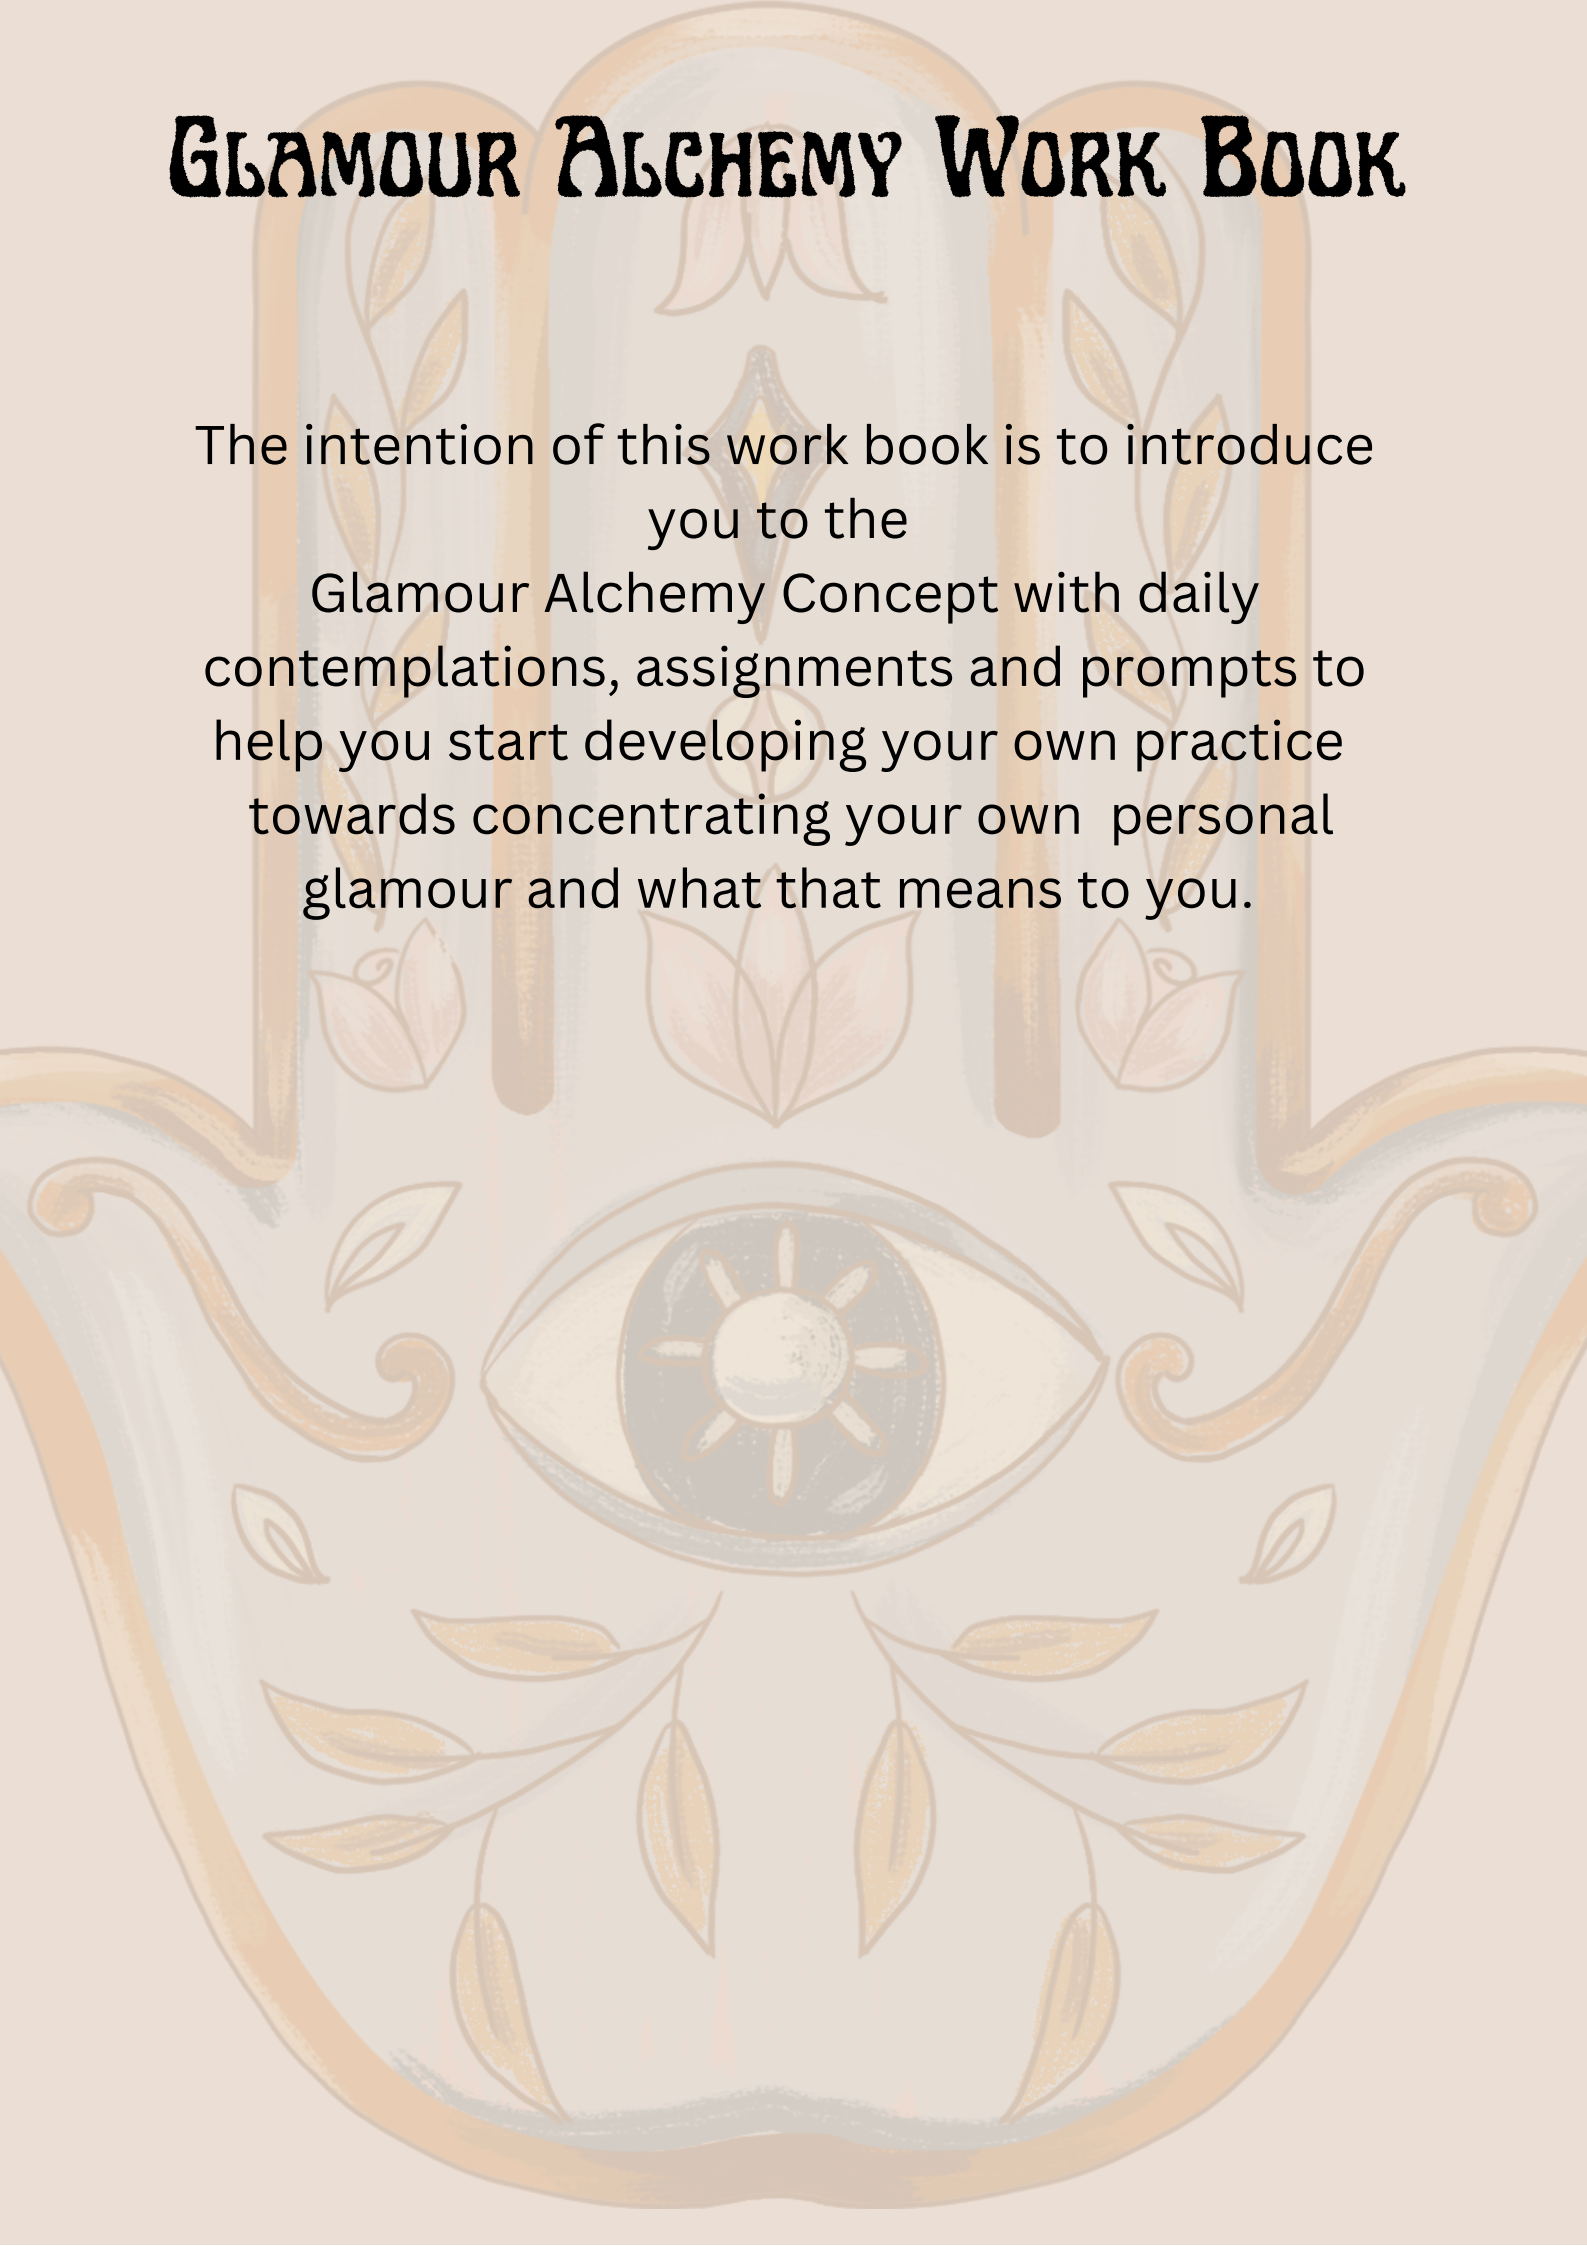 Glamour Alchemy Work Book
The intention of this work book is to introduce
you to the
Glamour Alchemy Concept with daily
contemplations, assignments and prompts to
help you start developing your own practice
towards concentrating your own  personal
glamour and what that means to you.